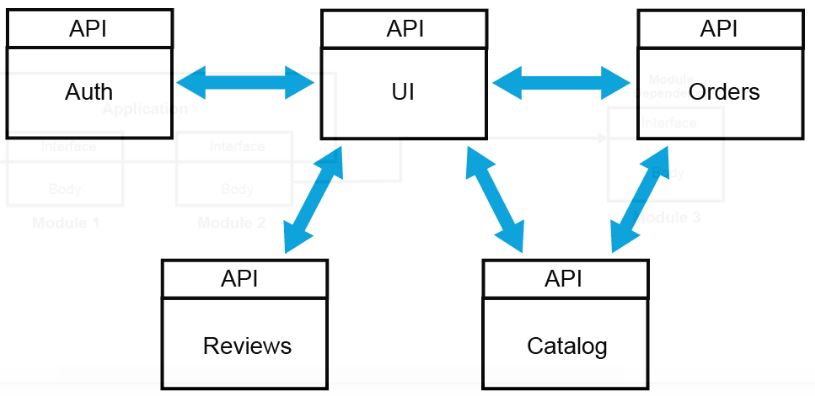 API
API
API
Auth
UI
Orders
Application
Module
Interface
Interface
Interface
Body
Body
Body
Module 1
Module 2
Module 3
API
API
Reviews
Catalog